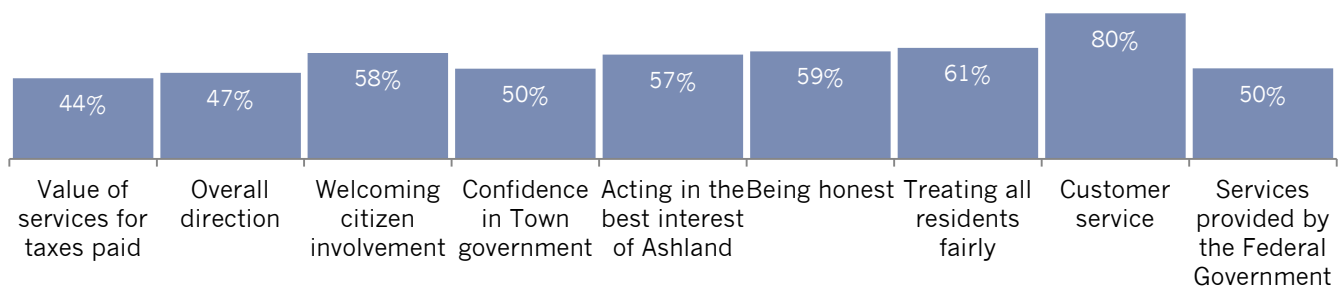 44%
47%
58%
50%
57%
59%
61%
80%
50%
Value of
services for
taxes paid
Overall
direction
Welcoming
citizen
involvement
Confidence
in Town
government
Acting in the
best interest
of Ashland
Being honest
Treating all
residents
fairly
Customer
service
Services
provided by
the Federal
Government